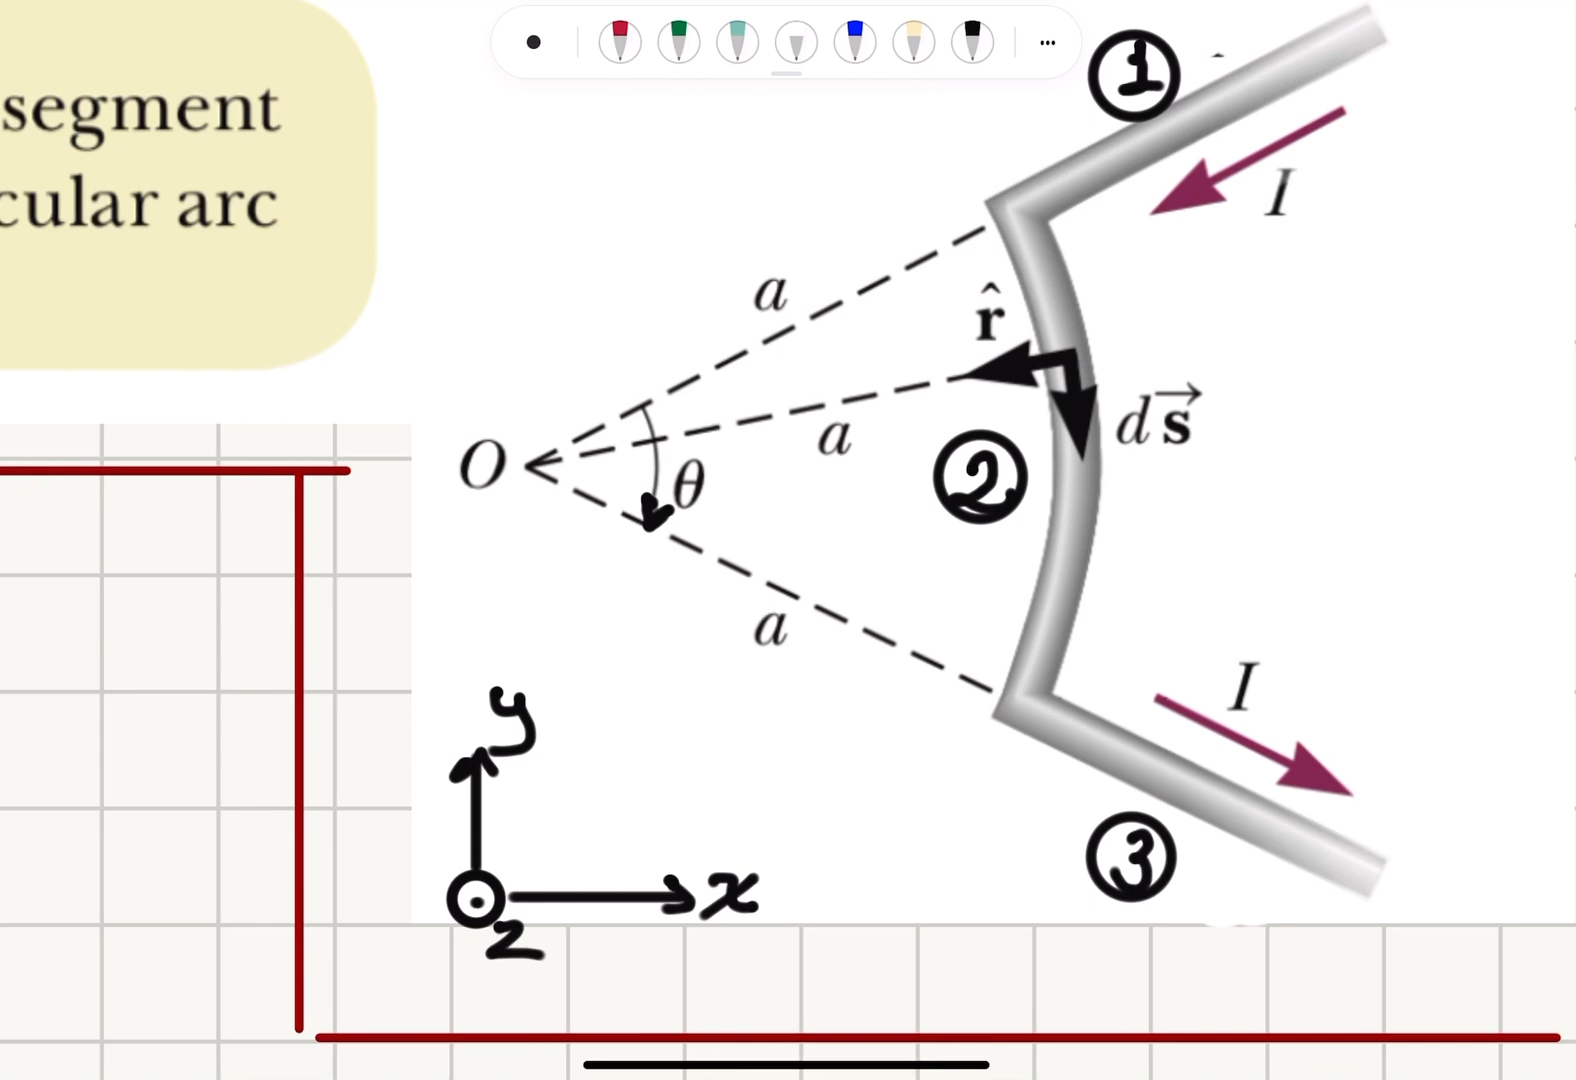 segment
cular arc
①
I
a
r̂
O
θ
a
ds⃗
②
a
I
y
x
z
③